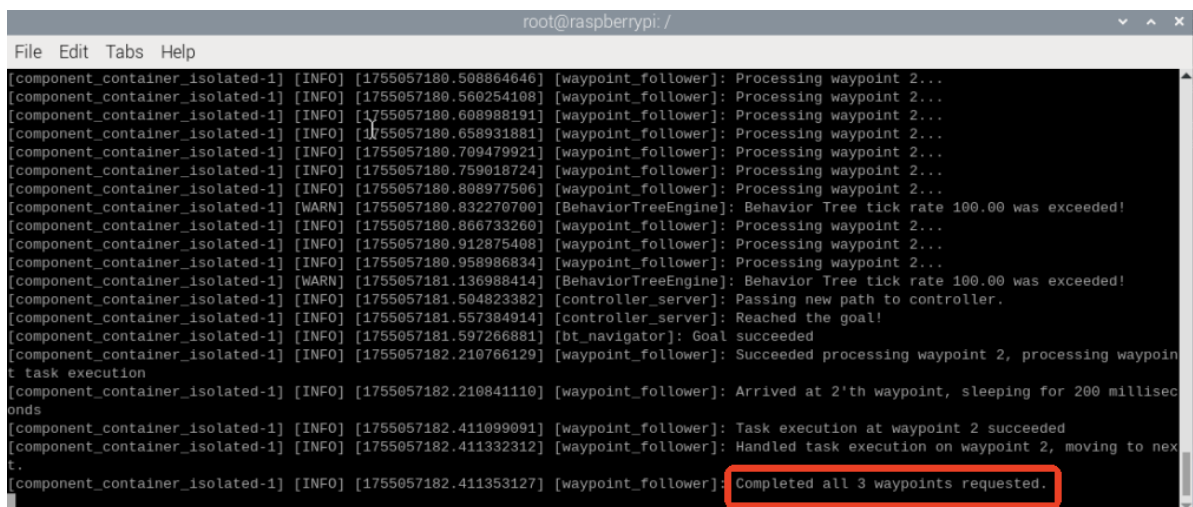 root@raspberrypi: /
File Edit Tabs Help
[component_container_isolated-1] [INFO] [1755057180.508864646] [waypoint_follower]: Processing waypoint 2...
[component_container_isolated-1] [INFO] [1755057180.560254108] [waypoint_follower]: Processing waypoint 2...
[component_container_isolated-1] [INFO] [1755057180.608988191] [waypoint_follower]: Processing waypoint 2...
[component_container_isolated-1] [INFO] [1755057180.658931881] [waypoint_follower]: Processing waypoint 2...
[component_container_isolated-1] [INFO] [1755057180.709479921] [waypoint_follower]: Processing waypoint 2...
[component_container_isolated-1] [INFO] [1755057180.759018724] [waypoint_follower]: Processing waypoint 2...
[component_container_isolated-1] [INFO] [1755057180.808977506] [waypoint_follower]: Processing waypoint 2...
[component_container_isolated-1] [WARN] [1755057180.832270700] [BehaviorTreeEngine]: Behavior Tree tick rate 100.00 was exceeded!
[component_container_isolated-1] [INFO] [1755057180.866733260] [waypoint_follower]: Processing waypoint 2...
[component_container_isolated-1] [INFO] [1755057180.912875408] [waypoint_follower]: Processing waypoint 2...
[component_container_isolated-1] [INFO] [1755057180.958986834] [waypoint_follower]: Processing waypoint 2...
[component_container_isolated-1] [WARN] [1755057181.136988414] [BehaviorTreeEngine]: Behavior Tree tick rate 100.00 was exceeded!
[component_container_isolated-1] [INFO] [1755057181.504823382] [controller_server]: Passing new path to controller.
[component_container_isolated-1] [INFO] [1755057181.557384914] [controller_server]: Reached the goal!
[component_container_isolated-1] [INFO] [1755057181.597266881] [bt_navigator]: Goal succeeded
[component_container_isolated-1] [INFO] [1755057182.210766129] [waypoint_follower]: Succeeded processing waypoint 2, processing waypoin
t task execution
[component_container_isolated-1] [INFO] [1755057182.210841110] [waypoint_follower]: Arrived at 2'th waypoint, sleeping for 200 millisec
onds
[component_container_isolated-1] [INFO] [1755057182.411099091] [waypoint_follower]: Task execution at waypoint 2 succeeded
[component_container_isolated-1] [INFO] [1755057182.411332312] [waypoint_follower]: Handled task execution on waypoint 2, moving to nex
t.
[component_container_isolated-1] [INFO] [1755057182.411353127] [waypoint_follower]: Completed all 3 waypoints requested.